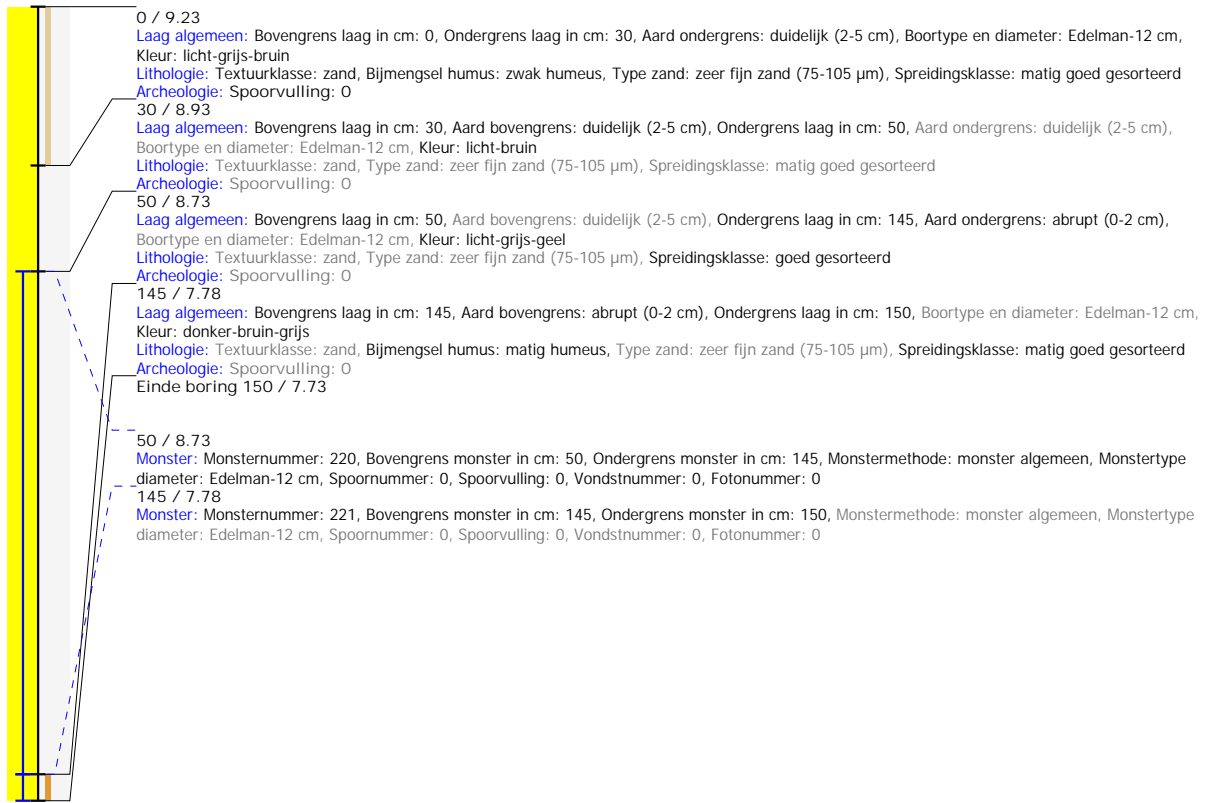 0 / 9.23
Laag algemeen: Bovengrens laag in cm: 0, Ondergrens laag in cm: 30, Aard ondergrens: duidelijk (2-5 cm), Boortype en diameter: Edelman-12 cm,
Kleur: licht-grijs-bruin
Lithologie: Textuurklasse: zand, Bijmengsel humus: zwak humeus, Type zand: zeer fijn zand (75-105 µm), Spreidingsklasse: matig goed gesorteerd
Archeologie: Spoorvulling: 0
30 / 8.93
Laag algemeen: Bovengrens laag in cm: 30, Aard bovengrens: duidelijk (2-5 cm), Ondergrens laag in cm: 50, Aard ondergrens: duidelijk (2-5 cm),
Boortype en diameter: Edelman-12 cm, Kleur: licht-bruin
Lithologie: Textuurklasse: zand, Type zand: zeer fijn zand (75-105 µm), Spreidingsklasse: matig goed gesorteerd
Archeologie: Spoorvulling: 0
50 / 8.73
Laag algemeen: Bovengrens laag in cm: 50, Aard bovengrens: duidelijk (2-5 cm), Ondergrens laag in cm: 145, Aard ondergrens: abrupt (0-2 cm),
Boortype en diameter: Edelman-12 cm, Kleur: licht-grijs-geel
Lithologie: Textuurklasse: zand, Type zand: zeer fijn zand (75-105 µm), Spreidingsklasse: goed gesorteerd
Archeologie: Spoorvulling: 0
145 / 7.78
Laag algemeen: Bovengrens laag in cm: 145, Aard bovengrens: abrupt (0-2 cm), Ondergrens laag in cm: 150, Boortype en diameter: Edelman-12 cm,
Kleur: donker-bruin-grijs
Lithologie: Textuurklasse: zand, Bijmengsel humus: matig humeus, Type zand: zeer fijn zand (75-105 µm), Spreidingsklasse: matig goed gesorteerd
Archeologie: Spoorvulling: 0
Einde boring 150 / 7.73
50 / 8.73
Monster: Monsternummer: 220, Bovengrens monster in cm: 50, Ondergrens monster in cm: 145, Monstermethode: monster algemeen, Monstertype
diameter: Edelman-12 cm, Spoornummer: 0, Spoorvulling: 0, Vondstnummer: 0, Fotonummer: 0
145 / 7.78
Monster: Monsternummer: 221, Bovengrens monster in cm: 145, Ondergrens monster in cm: 150, Monstermethode: monster algemeen, Monstertype
diameter: Edelman-12 cm, Spoornummer: 0, Spoorvulling: 0, Vondstnummer: 0, Fotonummer: 0